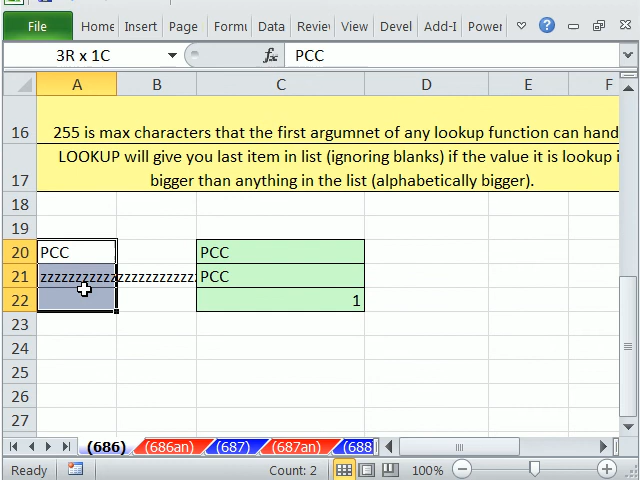 File Home Insert Page Formu Data Review View Devel Add-I Power
3R x 1C fx PCC
A B C D E F
16 255 is max characters that the first argumnet of any lookup function can hand
LOOKUP will give you last item in list (ignoring blanks) if the value it is lookup i
17 bigger than anything in the list (alphabetically bigger).
18
19
20 PCC PCC
21 zzzzzzzzzzzzzzzzzzzzzz PCC
22 1
23
24
25
26
27
(686) (686an) (687) (687an) (688
Ready Count: 2 100%